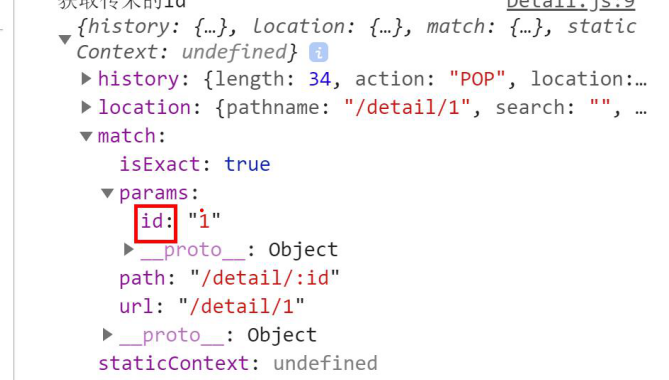 获取传来的id Detail.js:9
{history: {…}, location: {…}, match: {…}, static
Context: undefined} i
history: {length: 34, action: "POP", location:…
location: {pathname: "/detail/1", search: "", …
match:
isExact: true
params:
id: "1"
__proto__: Object
path: "/detail/:id"
url: "/detail/1"
__proto__: Object
staticContext: undefined